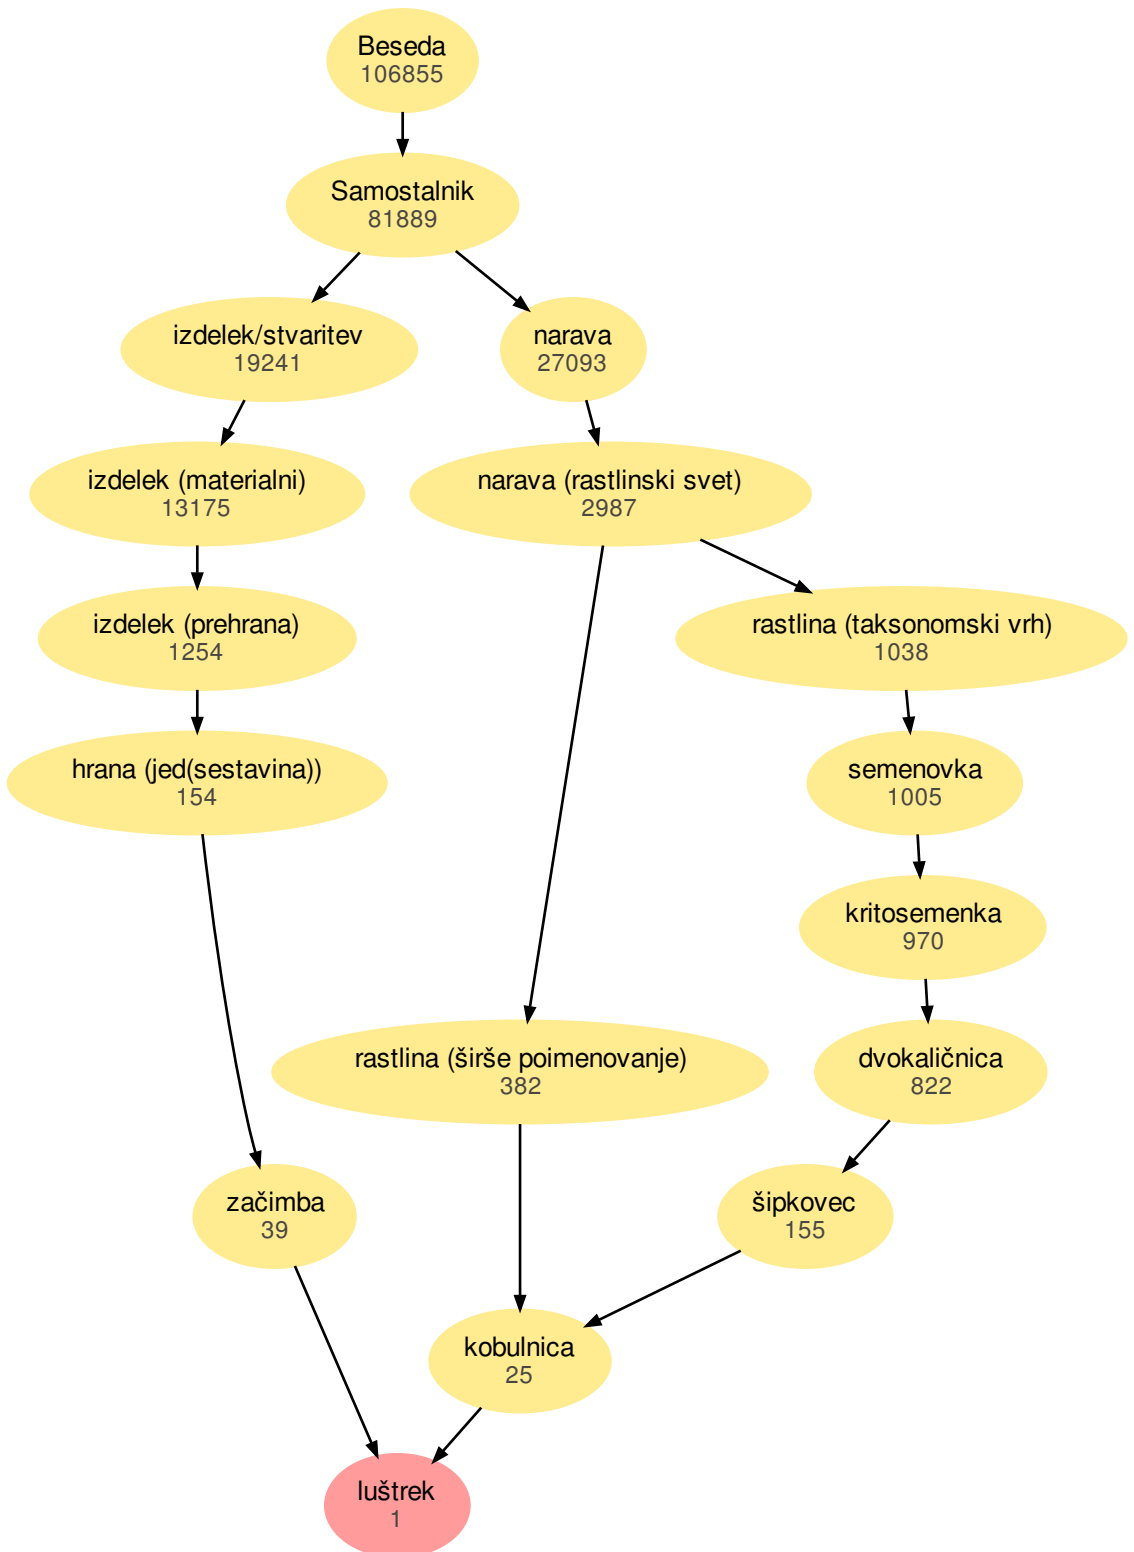 Beseda
106855
Samostalnik
81889
izdelek/stvaritev
19241
narava
27093
izdelek (materialni)
13175
narava (rastlinski svet)
2987
izdelek (prehrana)
1254
rastlina (taksonomski vrh)
1038
hrana (jed(sestavina))
154
semenovka
1005
kritosemenka
970
rastlina (širše poimenovanje)
382
dvokaličnica
822
začimba
39
šipkovec
155
kobulnica
25
luštrek
1